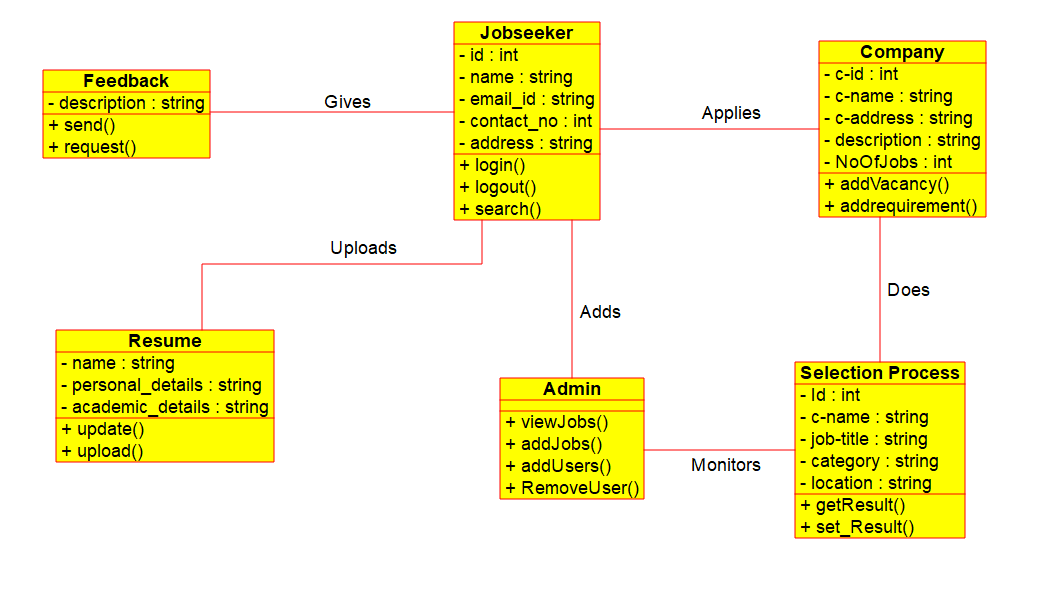 Feedback
- description : string
+ send()
+ request()
Gives
Jobseeker
- id : int
- name : string
- email_id : string
- contact_no : int
- address : string
+ login()
+ logout()
+ search()
Applies
Company
- c-id : int
- c-name : string
- c-address : string
- description : string
- NoOfJobs : int
+ addVacancy()
+ addrequirement()
Uploads
Adds
Does
Resume
- name : string
- personal_details : string
- academic_details : string
+ update()
+ upload()
Admin
+ viewJobs()
+ addJobs()
+ addUsers()
+ RemoveUser()
Monitors
Selection Process
- Id : int
- c-name : string
- job-title : string
- category : string
- location : string
+ getResult()
+ set_Result()